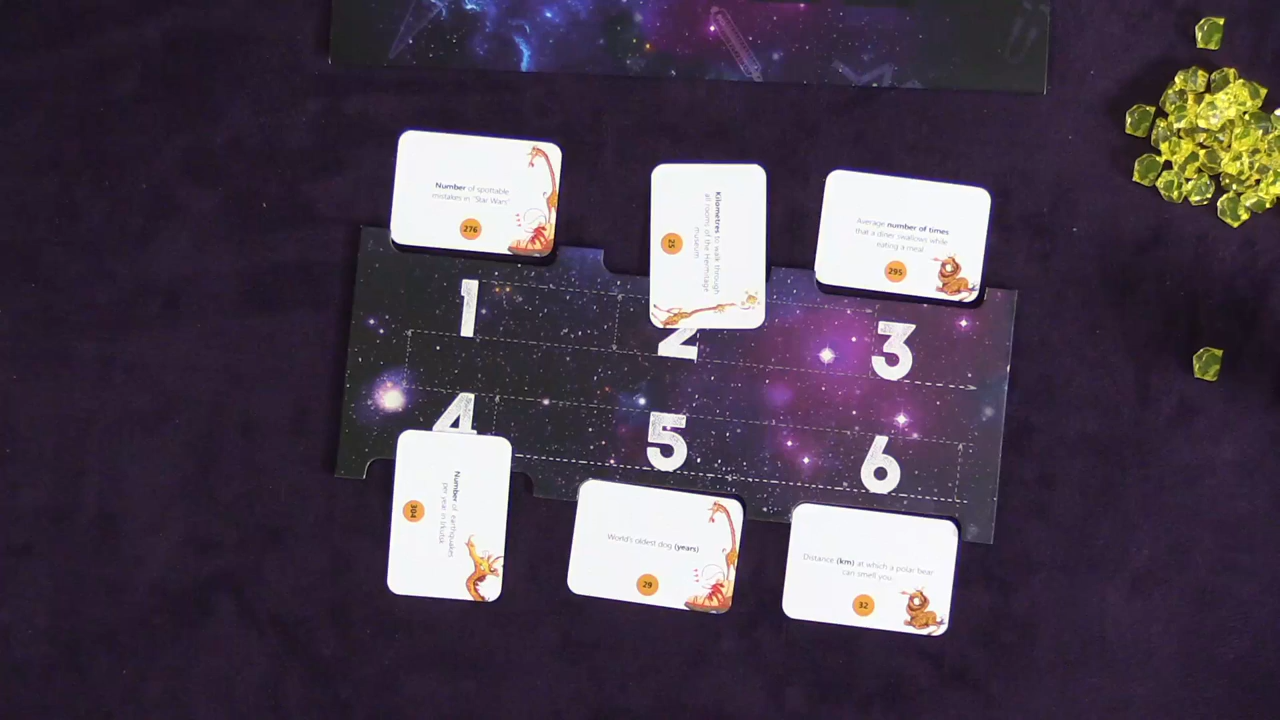 Number of spottable
mistakes in "Star Wars"
276
Kilometres to walk through
all rooms of the Hermitage
museum
25
Average number of times
that a diner swallows while
eating a meal
295
1
2
3
4
5
6
Number of earthquakes
per year in Irkutsk
304
World's oldest dog (years)
29
Distance (km) at which a polar bear
can smell you
32